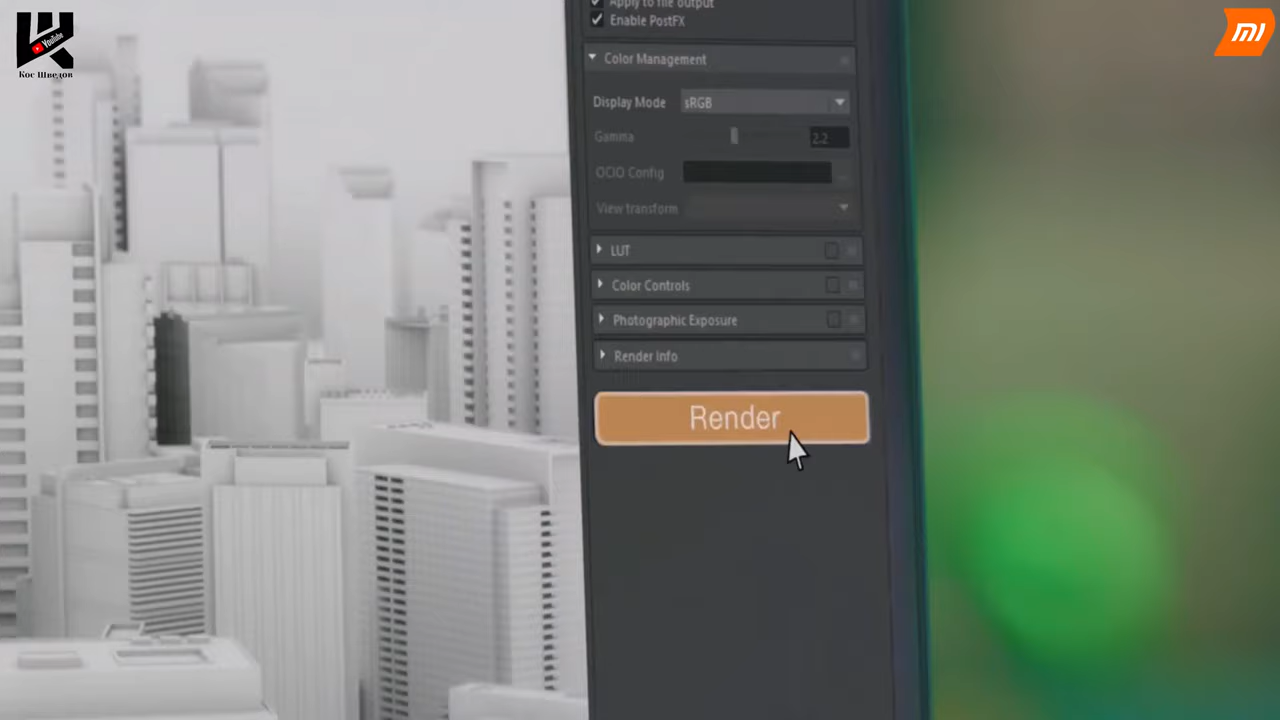 YouTube
Кос Шведов
Apply to file output
Enable PostFX
Color Management
Display Mode sRGB
Gamma 2.2
OCIO Config
View transform
LUT
Color Controls
Photographic Exposure
Render Info
Render
mi